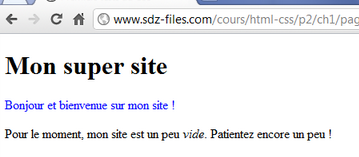 www.sdz-files.com/cours/html-css/p2/ch1/pag
Mon super site
Bonjour et bienvenue sur mon site !
Pour le moment, mon site est un peu vide. Patientez encore un peu !